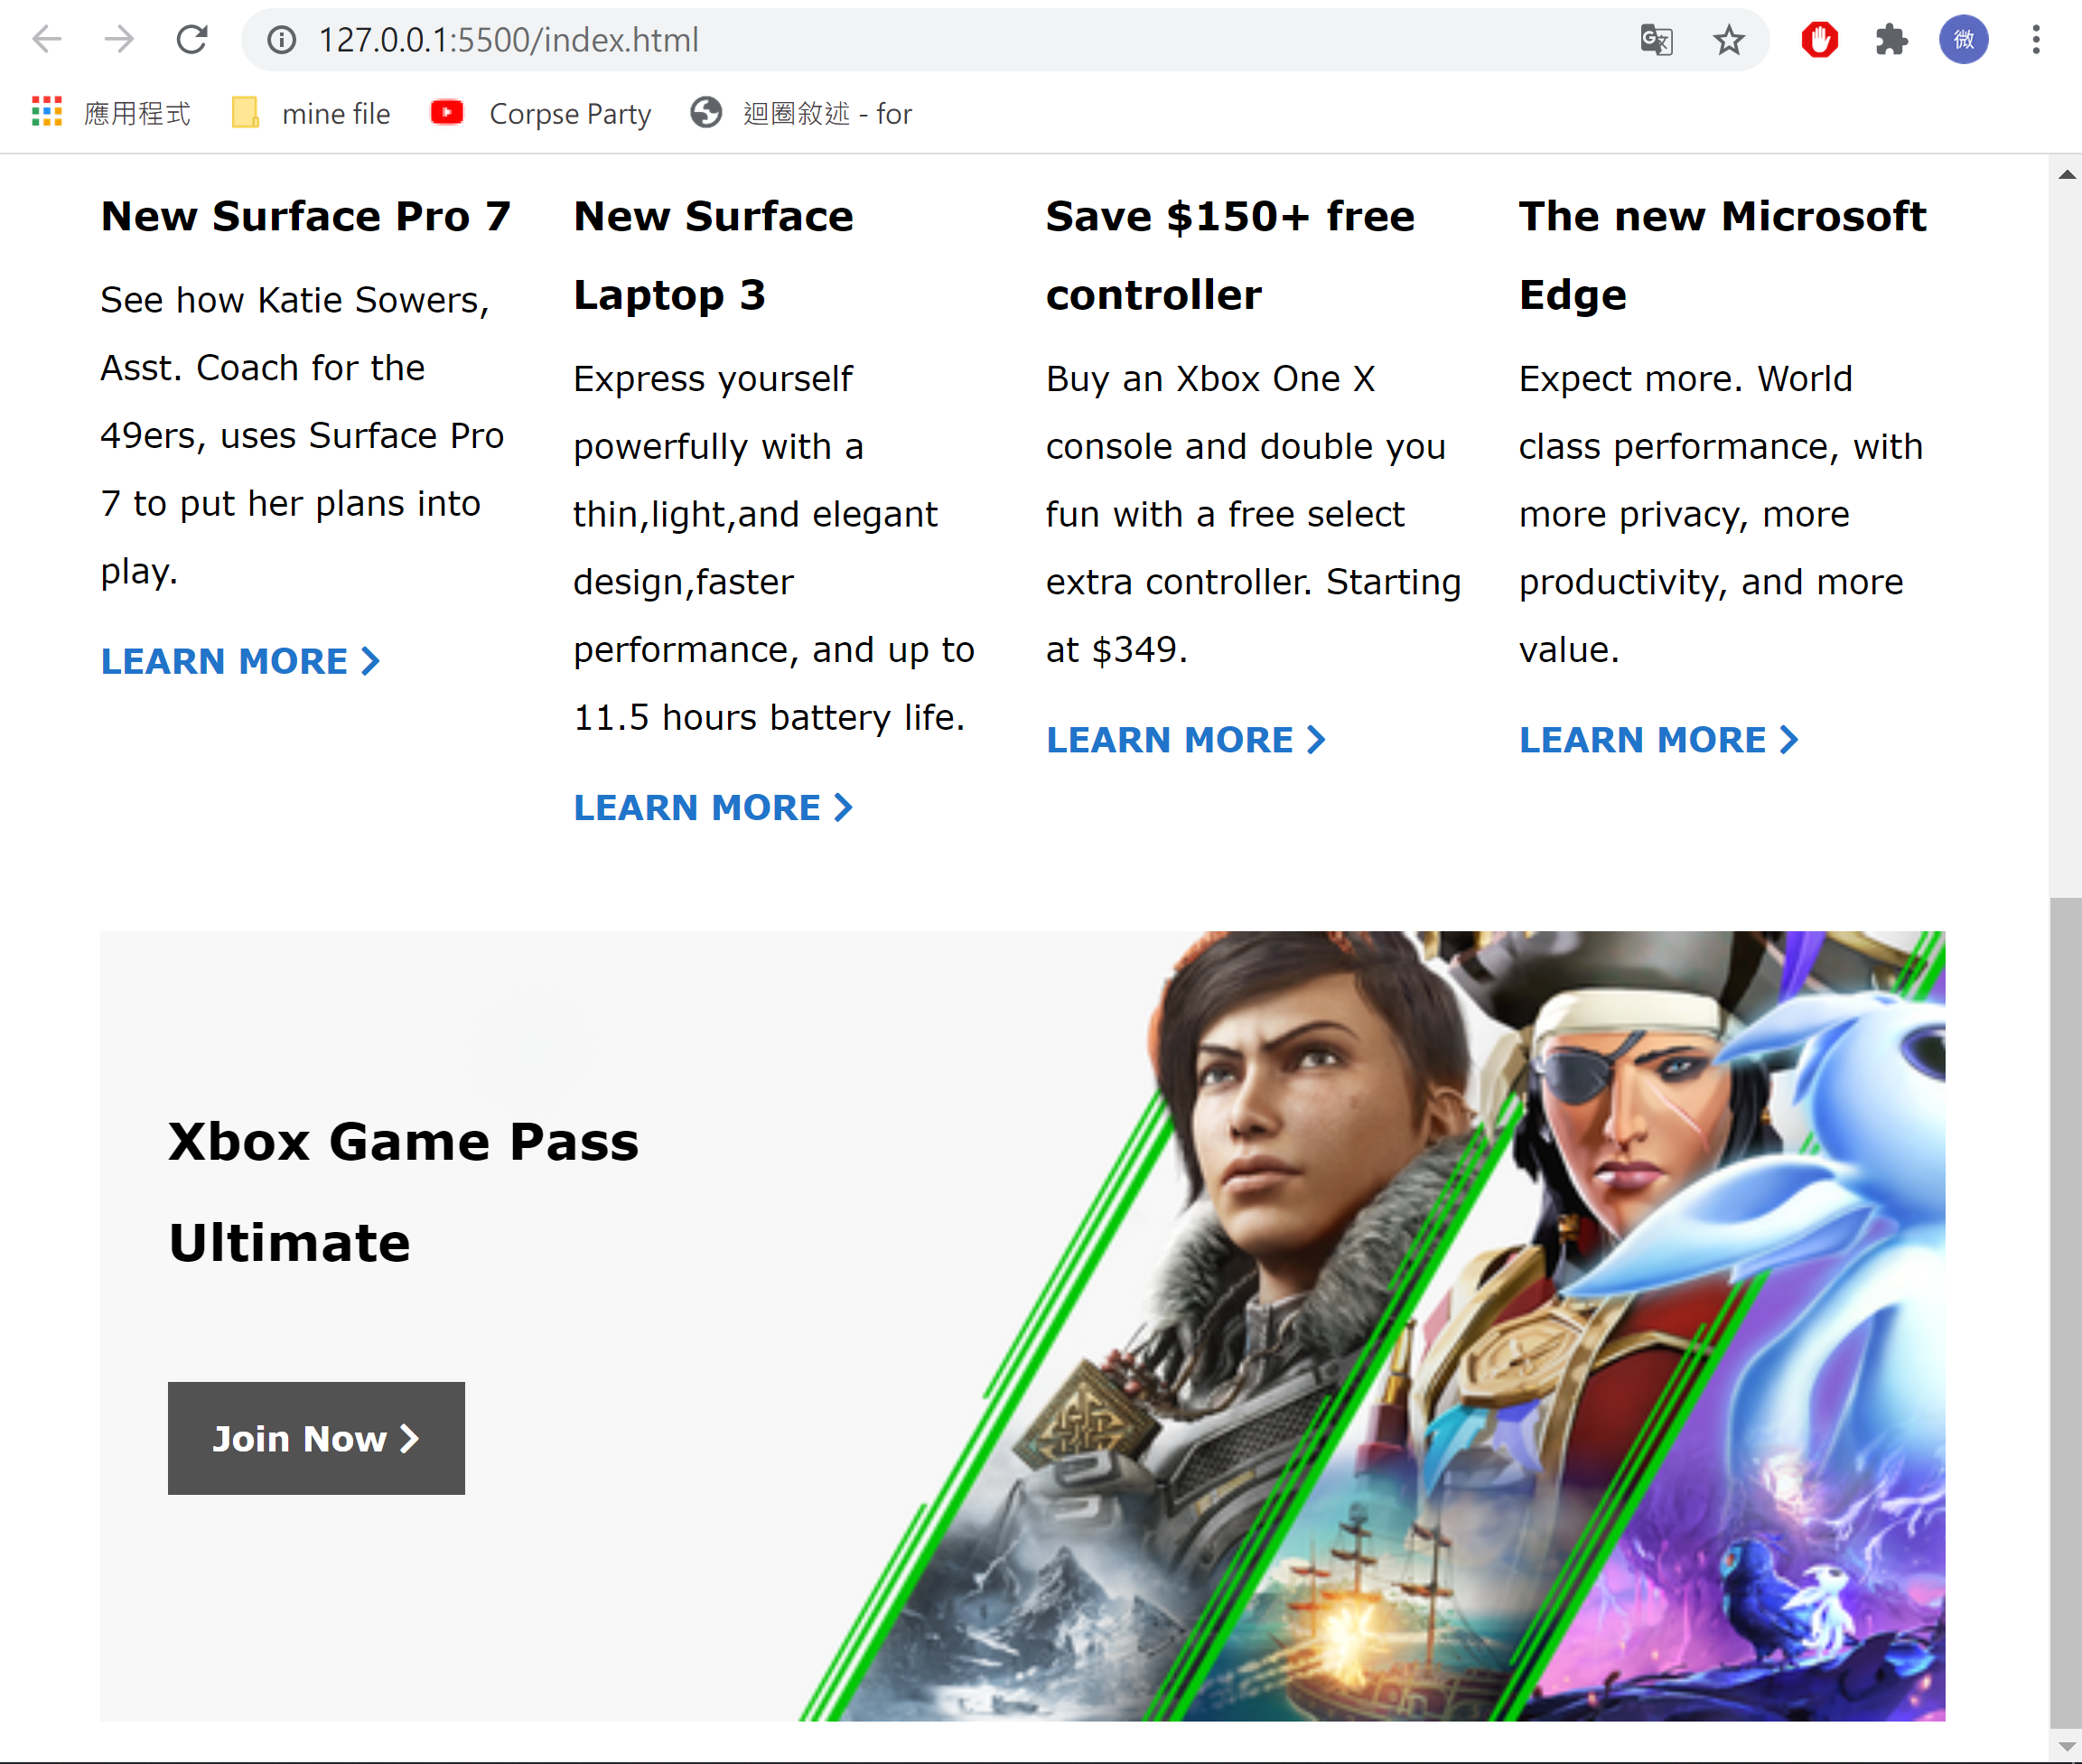 127.0.0.1:5500/index.html
微
應用程式
mine file
Corpse Party
迴圈敘述 - for
New Surface Pro 7
See how Katie Sowers,
Asst. Coach for the
49ers, uses Surface Pro
7 to put her plans into
play.
LEARN MORE
New Surface
Laptop 3
Express yourself
powerfully with a
thin,light,and elegant
design,faster
performance, and up to
11.5 hours battery life.
LEARN MORE
Save $150+ free
controller
Buy an Xbox One X
console and double you
fun with a free select
extra controller. Starting
at $349.
LEARN MORE
The new Microsoft
Edge
Expect more. World
class performance, with
more privacy, more
productivity, and more
value.
LEARN MORE
Xbox Game Pass
Ultimate
Join Now